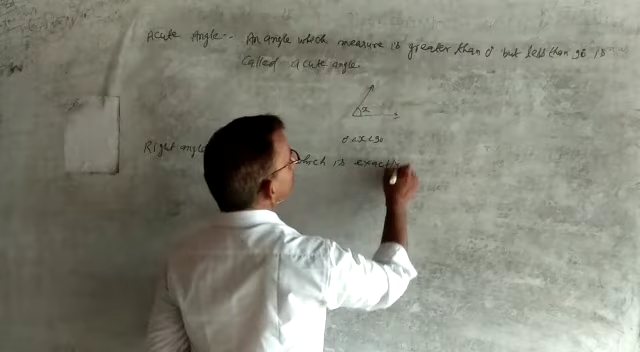 Acute Angle:- An angle which measure is greater than 0° but less than 90 is
called acute angle.
x
0<x<90
Right angle which is exactly